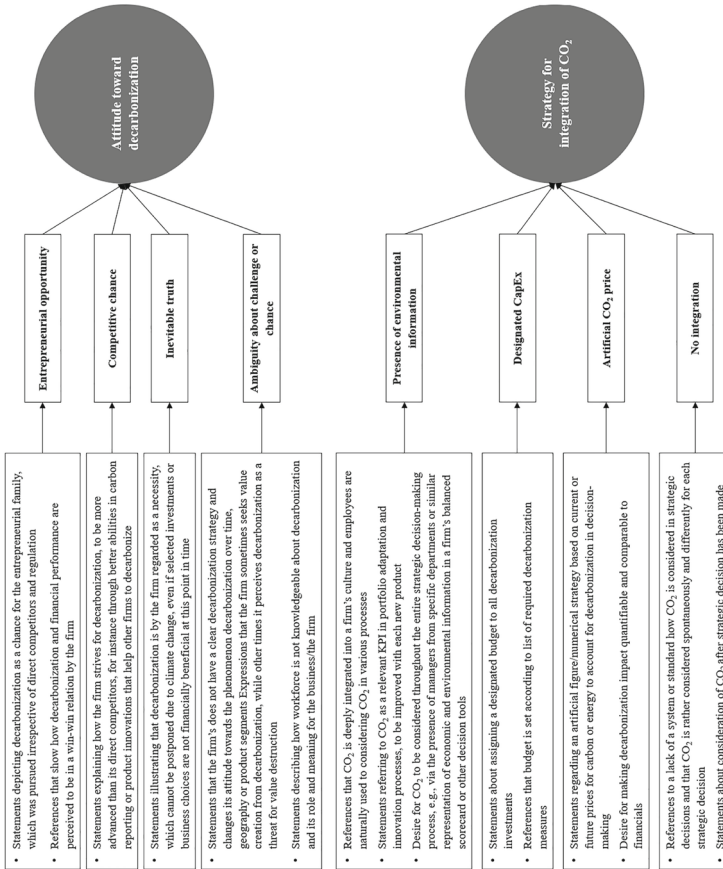 • Statements depicting decarbonization as a chance for the entrepreneurial family,
which was pursued irrespective of direct competitors and regulation
• References that show how decarbonization and financial performance are
perceived to be in a win-win relation by the firm
Entrepreneurial opportunity
• Statements explaining how the firm strives for decarbonization, to be more
advanced than its direct competitors, for instance through better abilities in carbon
reporting or product innovations that help other firms to decarbonize
Competitive chance
• Statements illustrating that decarbonization is by the firm regarded as a necessity,
which cannot be postponed due to climate change, even if selected investments or
business choices are not financially beneficial at this point in time
Inevitable truth
• Statements that the firm's does not have a clear decarbonization strategy and
changes its attitude towards the phenomenon decarbonization over time,
geography or product segments Expressions that the firm sometimes seeks value
creation from decarbonization, while other times it perceives decarbonization as a
threat for value destruction
• Statements describing how workforce is not knowledgeable about decarbonization
and its role and meaning for the business/the firm
Ambiguity about challenge or
chance
Attitude toward
decarbonization
• References that CO₂ is deeply integrated into a firm's culture and employees are
naturally used to considering CO₂ in various processes
• Statements referring to CO₂ as a relevant KPI in portfolio adaptation and
innovation processes, to be improved with each new product
• Desire for CO₂ to be considered throughout the entire strategic decision-making
process, e.g., via the presence of managers from specific departments or similar
representation of economic and environmental information in a firm's balanced
scorecard or other decision tools
Presence of environmental
information
• Statements about assigning a designated budget to all decarbonization
investments
• References that budget is set according to list of required decarbonization
measures
Designated CapEx
• Statements regarding an artificial figure/numerical strategy based on current or
future prices for carbon or energy to account for decarbonization in decision-
making
• Desire for making decarbonization impact quantifiable and comparable to
financials
Artificial CO₂ price
• References to a lack of a system or standard how CO₂ is considered in strategic
decisions and that CO₂ is rather considered spontaneously and differently for each
strategic decision
• Statements about consideration of CO₂ after strategic decision has been made
No integration
Strategy for
integration of CO₂